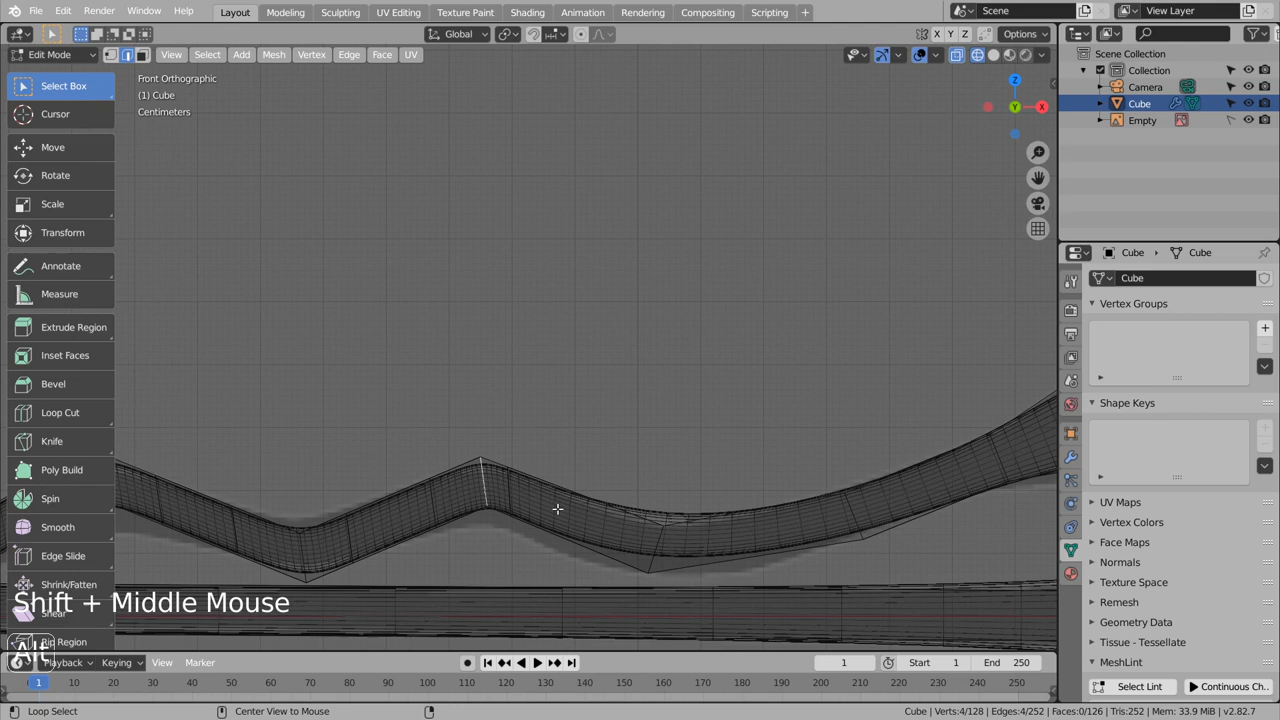 File Edit Render Window Help
Layout Modeling Sculpting UV Editing Texture Paint Shading Animation Rendering Compositing Scripting +
Scene View Layer
Global X Y Z Options
Edit Mode View Select Add Mesh Vertex Edge Face UV
Front Orthographic
(1) Cube
Centimeters
Select Box
Cursor
Move
Rotate
Scale
Transform
Annotate
Measure
Extrude Region
Inset Faces
Bevel
Loop Cut
Knife
Poly Build
Spin
Smooth
Edge Slide
Shrink/Fatten
Shear
Rip Region
Shift + Middle Mouse
Alt
Z
Y
X
Scene Collection
Collection
Camera
Cube
Empty
Cube Cube
Cube
Vertex Groups
Shape Keys
UV Maps
Vertex Colors
Face Maps
Normals
Texture Space
Remesh
Geometry Data
Tissue - Tessellate
MeshLint
Select Lint Continuous Ch..
Playback Keying View Marker 1 Start 1 End 250
1 10 20 30 40 50 60 70 80 90 100 110 120 130 140 150 160 170 180 190 200 210 220 230 240 250
Loop Select Center View to Mouse Cube | Verts:4/128 | Edges:4/252 | Faces:0/126 | Tris:252 | Mem: 33.9 MiB | v2.82.7